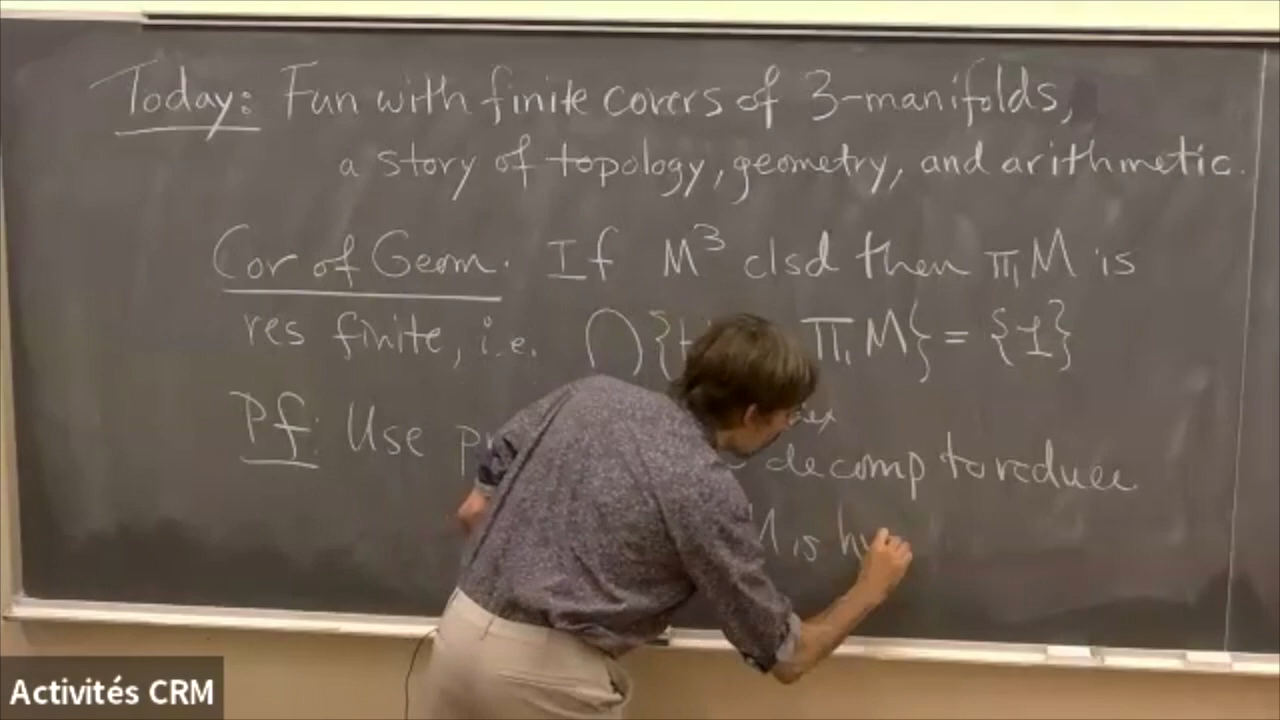 Today: Fun with finite covers of 3-manifolds,
a story of topology, geometry, and arithmetic.
Cor of Geom. If M³ clsd then π₁M is
res finite, i.e. ⋂{ π₁M} = {1}
Pf: Use decomp to reduce
M is
Activités CRM